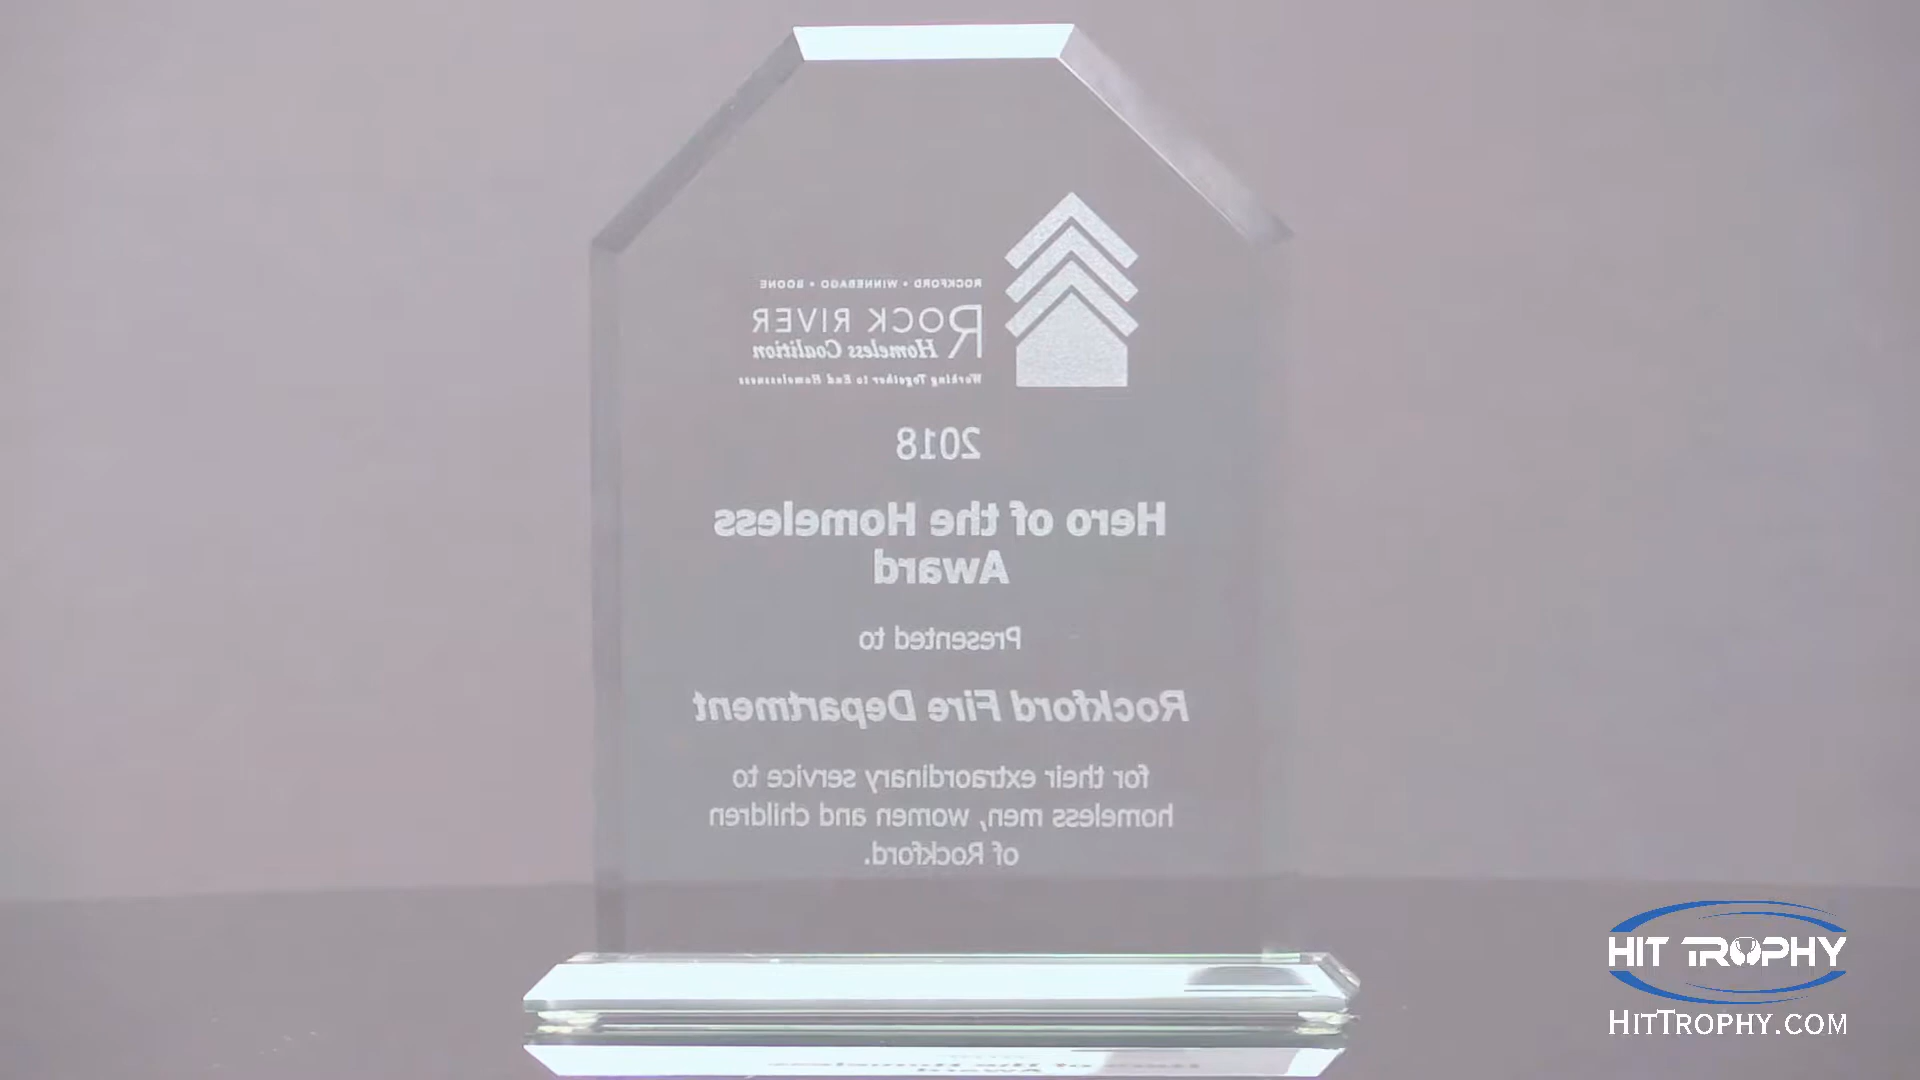 ROCKFORD • WINNEBAGO • BOONE
ROCK RIVER
Homeless Coalition
Working Together to End Homelessness
2018
Hero of the Homeless
Award
Presented to
Rockford Fire Department
for their extraordinary service to
homeless men, women and children
of Rockford.
HIT TROPHY
HITTROPHY.COM